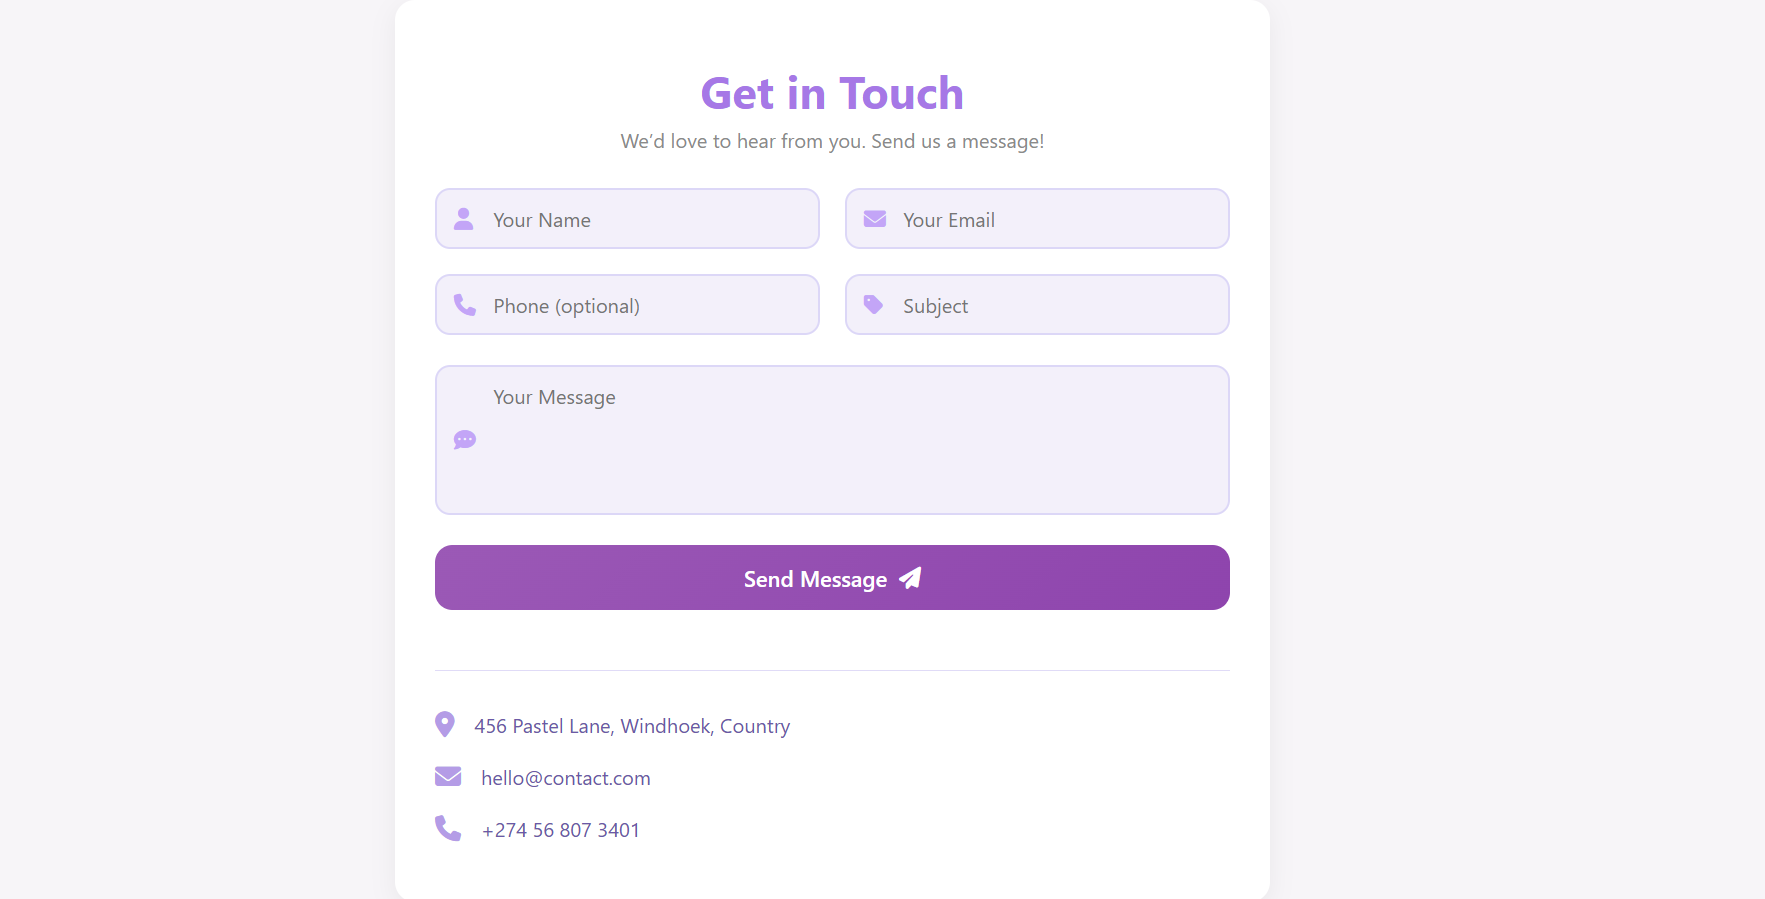 Get in Touch
We’d love to hear from you. Send us a message!
Your Name
Your Email
Phone (optional)
Subject
Your Message
Send Message
456 Pastel Lane, Windhoek, Country
hello@contact.com
+274 56 807 3401